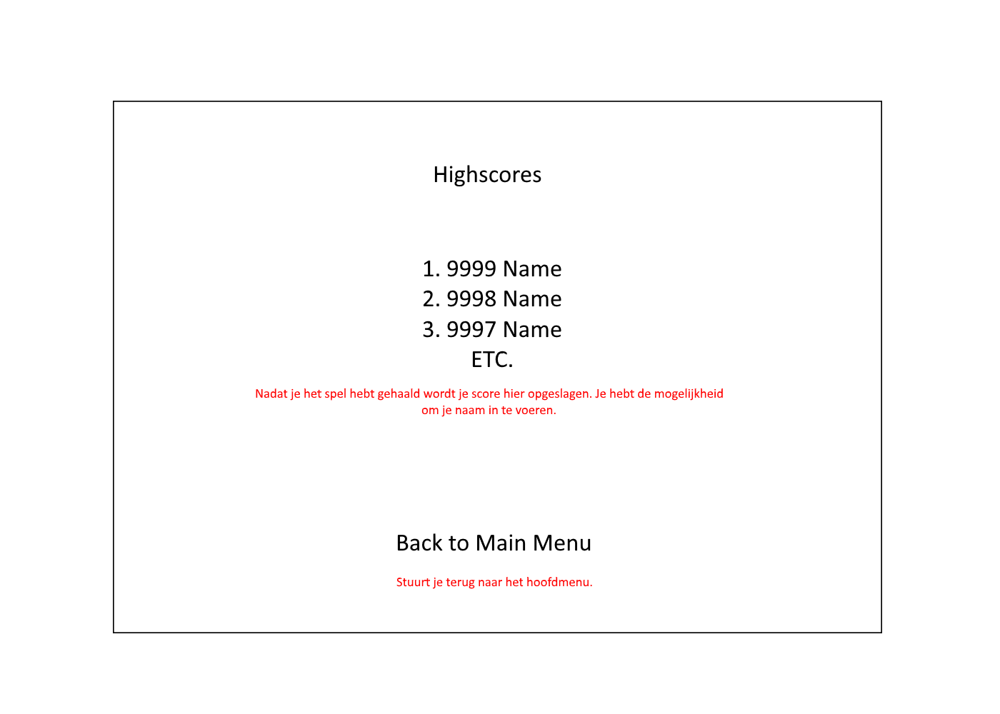 Highscores
1. 9999 Name
2. 9998 Name
3. 9997 Name
ETC.
Nadat je het spel hebt gehaald wordt je score hier opgeslagen. Je hebt de mogelijkheid
om je naam in te voeren.
Back to Main Menu
Stuurt je terug naar het hoofdmenu.